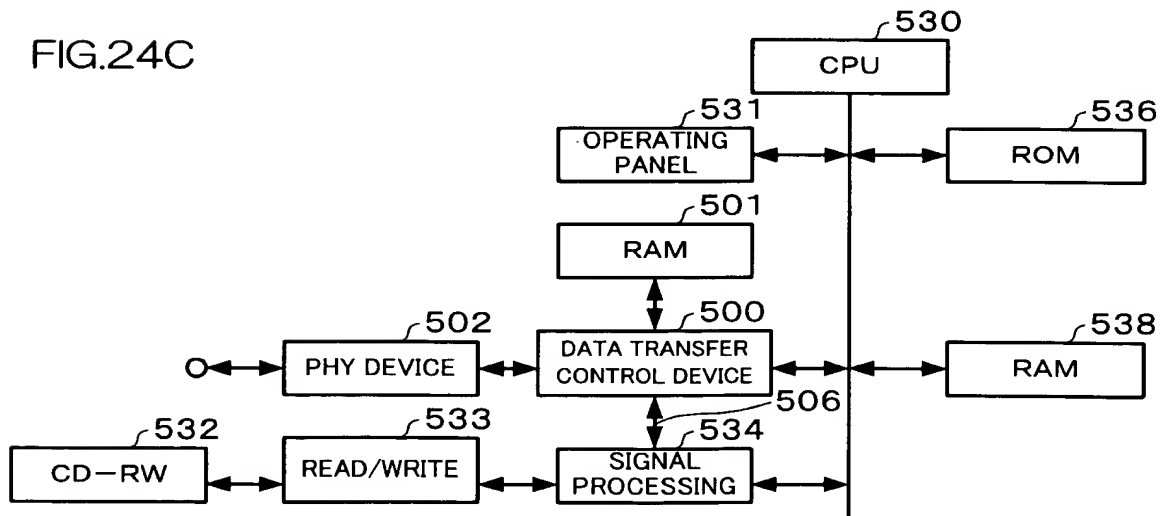 FIG.24C
530
CPU
531
OPERATING
PANEL
536
ROM
501
RAM
502
PHY DEVICE
500
DATA TRANSFER
CONTROL DEVICE
538
RAM
506
532
CD-RW
533
READ/WRITE
534
SIGNAL
PROCESSING